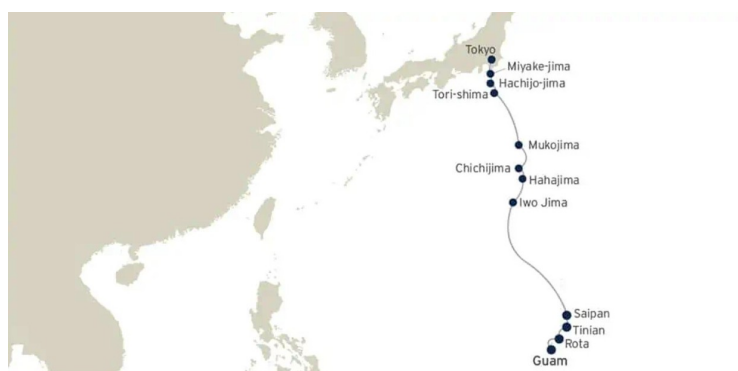 Tokyo
Miyake-jima
Hachijo-jima
Tori-shima
Mukojima
Chichijima
Hahajima
Iwo Jima
Saipan
Tinian
Rota
Guam